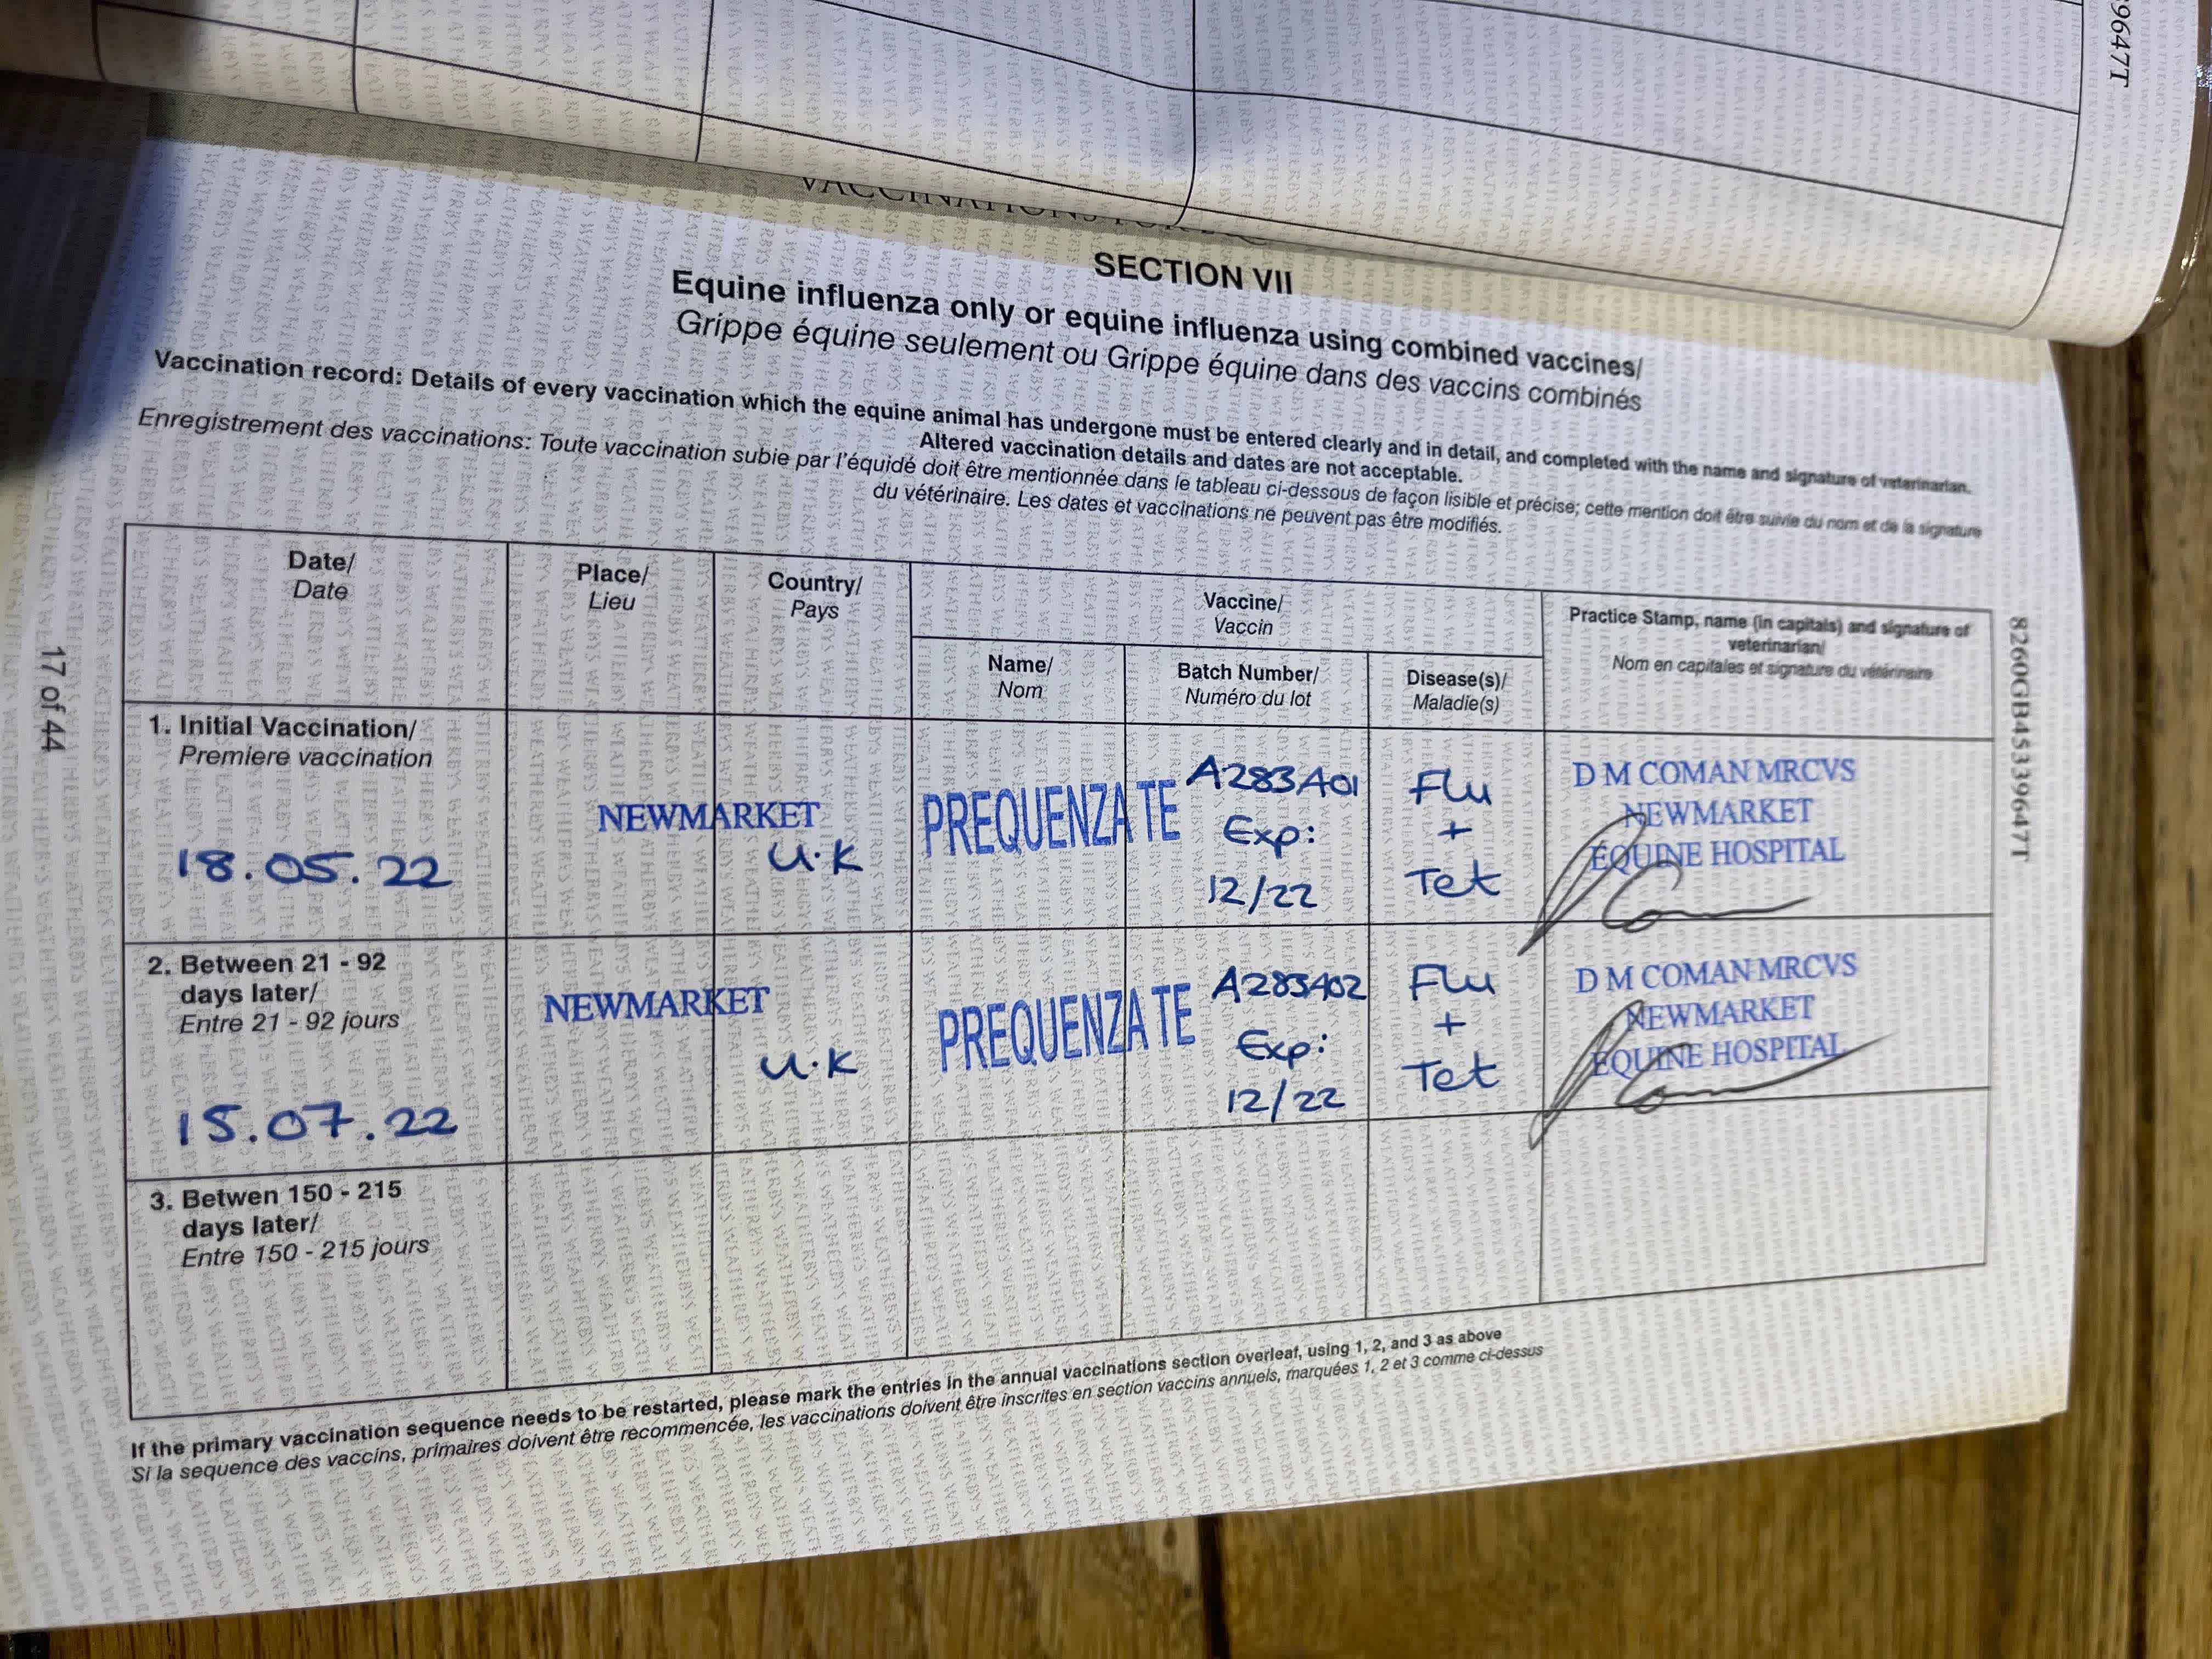 9647T
SECTION VII
Equine influenza only or equine influenza using combined vaccines/
Grippe équine seulement ou Grippe équine dans des vaccins combinés
Vaccination record: Details of every vaccination which the equine animal has undergone must be entered clearly and in detail, and completed with the name and signature of veterinarian.
Altered vaccination details and dates are not acceptable.
Enregistrement des vaccinations: Toute vaccination subie par l'équidé doit être mentionnée dans le tableau ci-dessous de façon lisible et précise; cette mention doit être suivie du nom et de la signature
du vétérinaire. Les dates et vaccinations ne peuvent pas être modifiés.
Date/
Date
Place/
Lieu
Country/
Pays
Vaccine/
Vaccin
Name/
Nom
Batch Number/
Numéro du lot
Disease(s)/
Maladie(s)
Practice Stamp, name (in capitals) and signature of
veterinarian/
Nom en capitales et signature du vétérinaire
1. Initial Vaccination/
Premiere vaccination
18.05.22
NEWMARKET
U.K
PREQUENZA TE
A283A01
Exp:
12/22
Flu
+
Tet
D M COMAN MRCVS
NEWMARKET
EQUINE HOSPITAL
2. Between 21 - 92
days later/
Entre 21 - 92 jours
15.07.22
NEWMARKET
U.K
PREQUENZA TE
A285A02
Exp:
12/22
Flu
+
Tet
D M COMAN MRCVS
NEWMARKET
EQUINE HOSPITAL
3. Betwen 150 - 215
days later/
Entre 150 - 215 jours
If the primary vaccination sequence needs to be restarted, please mark the entries in the annual vaccinations section overleaf, using 1, 2, and 3 as above
Si la sequence des vaccins, primaires doivent être recommencée, les vaccinations doivent être inscrites en section vaccins annuels, marquées 1, 2 et 3 comme ci-dessus
17 of 44
8260GB45339647T